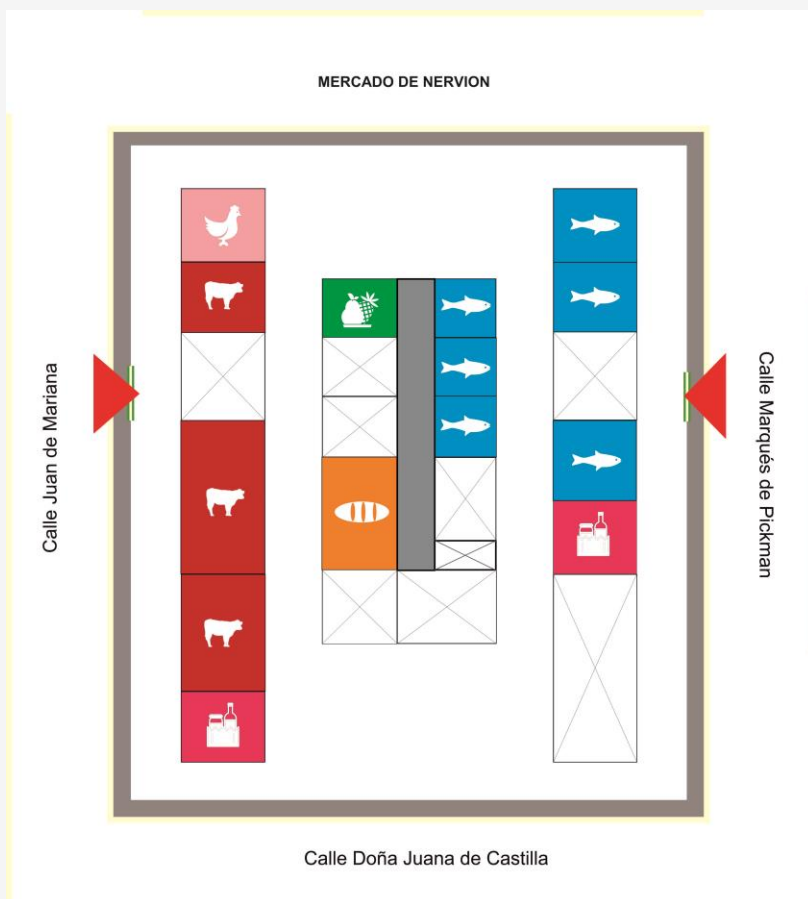 MERCADO DE NERVION
Calle Juan de Mariana
Calle Marqués de Pickman
Calle Doña Juana de Castilla